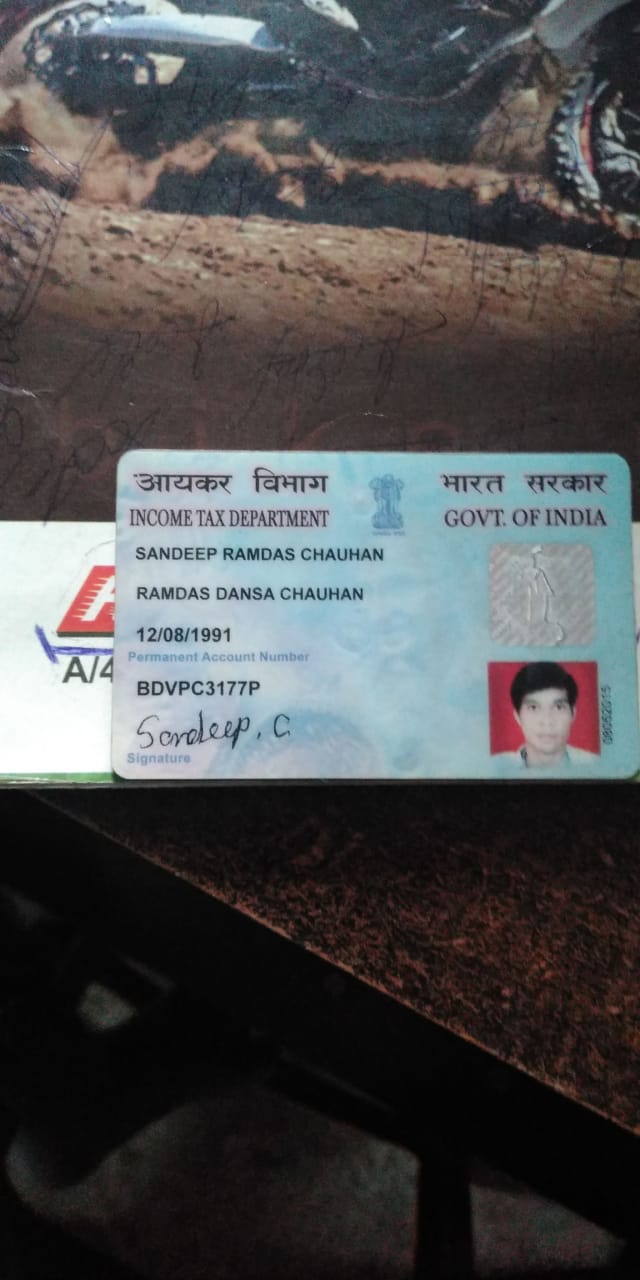 आयकर विभाग भारत सरकार
INCOME TAX DEPARTMENT GOVT. OF INDIA
SANDEEP RAMDAS CHAUHAN
RAMDAS DANSA CHAUHAN
12/08/1991
Permanent Account Number
BDVPC3177P
Sandeep. C
Signature
08052015
A/4